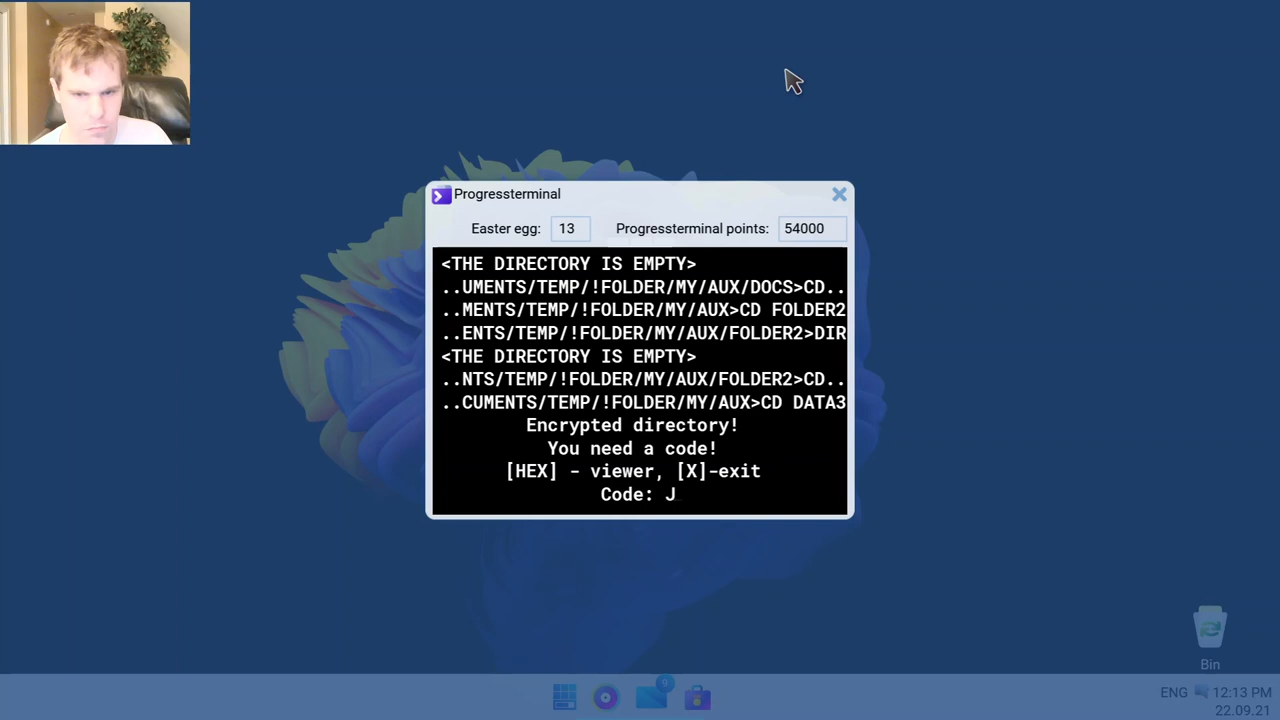 Progressterminal
Easter egg: 13 Progressterminal points: 54000
<THE DIRECTORY IS EMPTY>
..UMENTS/TEMP/!FOLDER/MY/AUX/DOCS>CD..
..MENTS/TEMP/!FOLDER/MY/AUX>CD FOLDER2
..ENTS/TEMP/!FOLDER/MY/AUX/FOLDER2>DIR
<THE DIRECTORY IS EMPTY>
..NTS/TEMP/!FOLDER/MY/AUX/FOLDER2>CD..
..CUMENTS/TEMP/!FOLDER/MY/AUX>CD DATA3
Encrypted directory!
You need a code!
[HEX] - viewer, [X]-exit
Code: J
Bin
9
ENG 12:13 PM
22.09.21